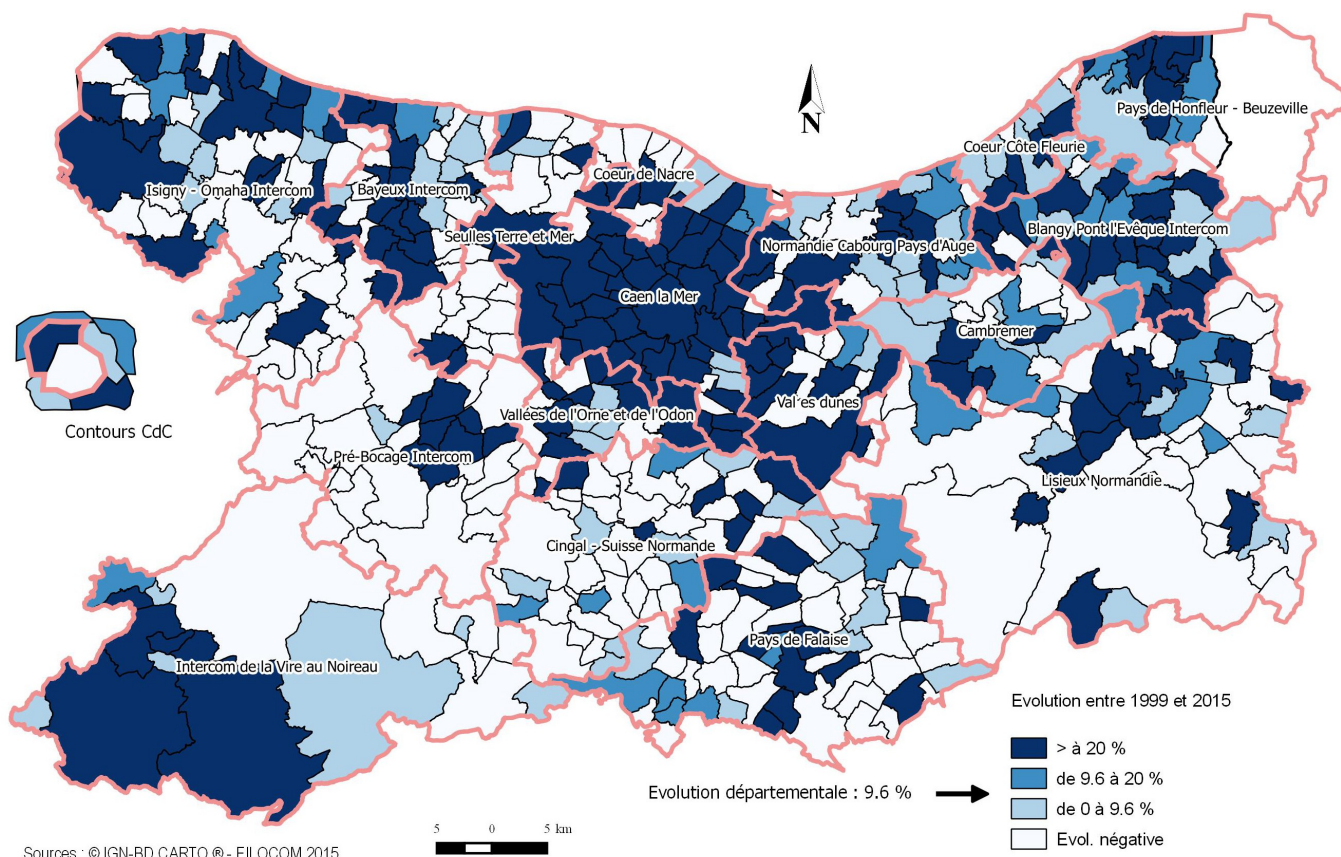 N
Pays de Honfleur - Beuzeville
Coeur Côte Fleurie
Coeur de Nacre
Isigny - Omaha Intercom
Bayeux Intercom
Seulles Terre et Mer
Normandie Cabourg Pays d'Auge
Blangy Pont l'Evêque Intercom
Caen la Mer
Cambremer
Contours CdC
Vallées de l'Orne et de l'Odon
Val es dunes
Pré-Bocage Intercom
Lisieux Normandie
Cingal - Suisse Normande
Pays de Falaise
Intercom de la Vire au Noireau
Evolution entre 1999 et 2015
> à 20 %
de 9.6 à 20 %
de 0 à 9.6 %
Evol. négative
Evolution départementale : 9.6 %
5 0 5 km
Sources : © IGN-BD CARTO ® - FILOCOM 2015